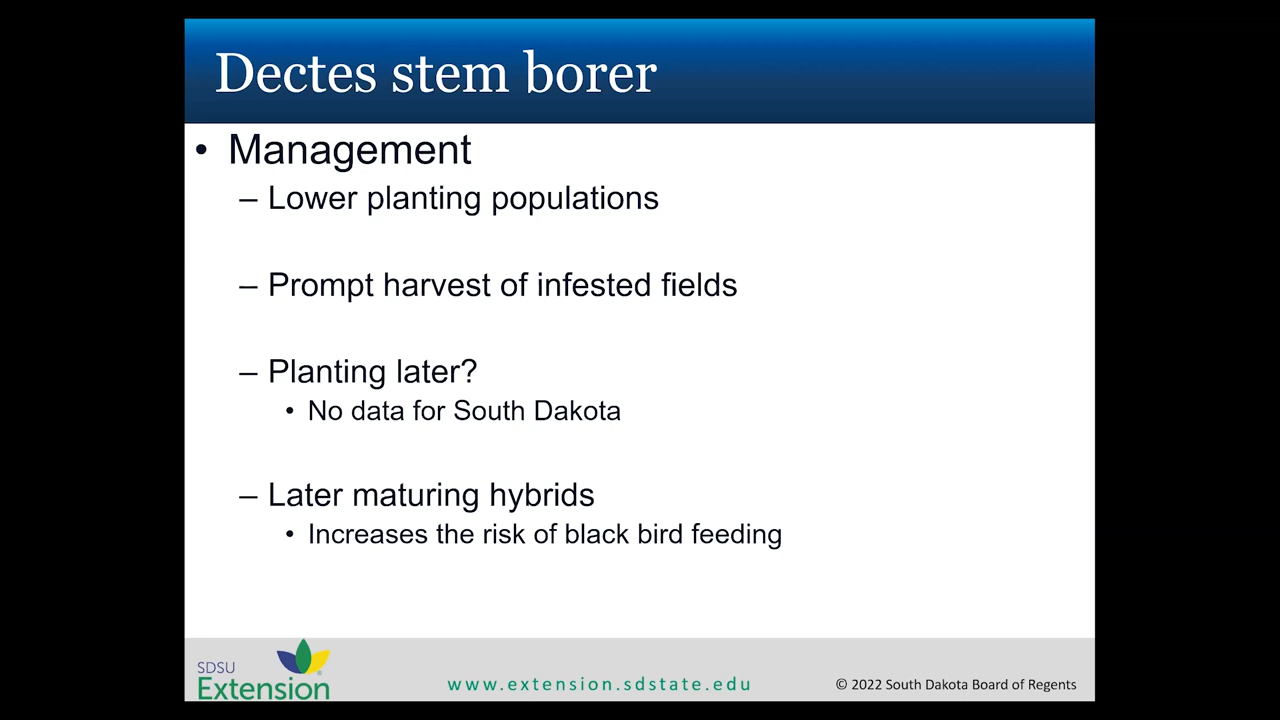 Dectes stem borer
• Management
– Lower planting populations
– Prompt harvest of infested fields
– Planting later?
• No data for South Dakota
– Later maturing hybrids
• Increases the risk of black bird feeding
SDSU
Extension
www.extension.sdstate.edu
© 2022 South Dakota Board of Regents